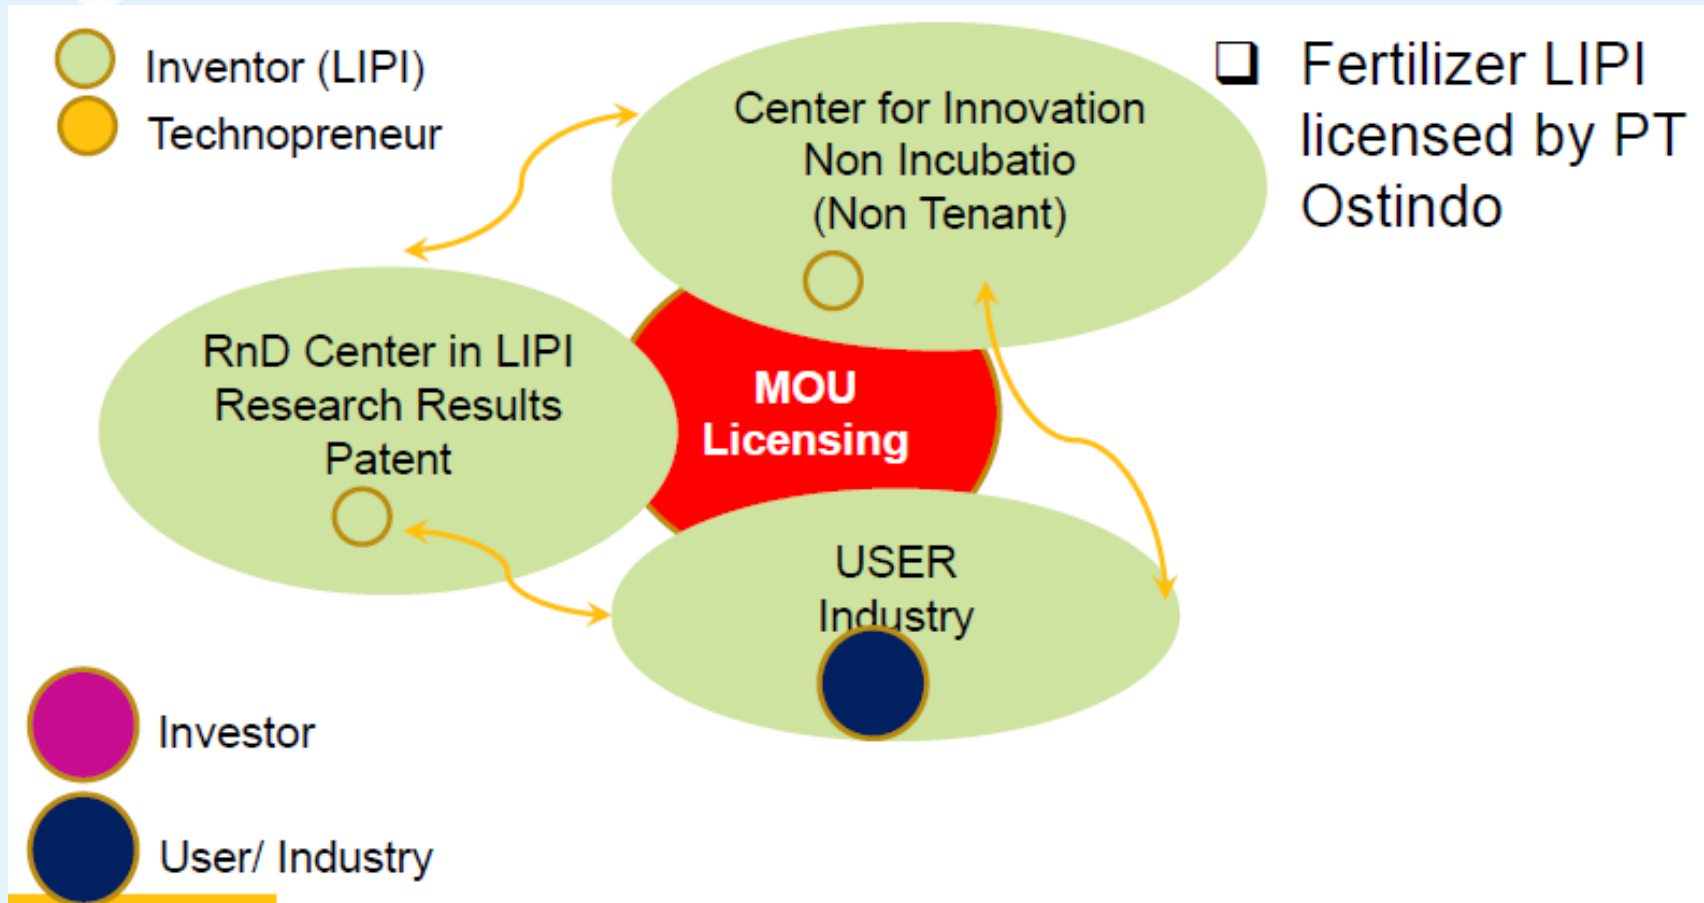 Inventor (LIPI)
Technopreneur
Center for Innovation
Non Incubatio
(Non Tenant)
❑ Fertilizer LIPI
licensed by PT
Ostindo
RnD Center in LIPI
Research Results
Patent
MOU
Licensing
USER
Industry
Investor
User/ Industry